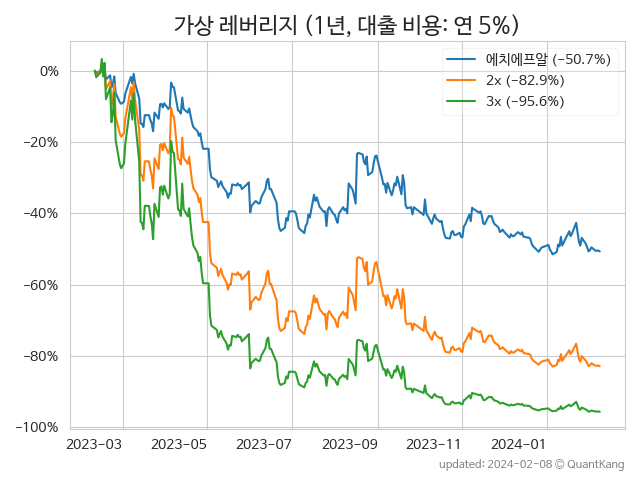 가상 레버리지 (1년, 대출 비용: 연 5%)
에치에프알 (−50.7%)
2x (−82.9%)
3x (−95.6%)
0%
−20%
−40%
−60%
−80%
−100%
2023-03 2023-05 2023-07 2023-09 2023-11 2024-01
updated: 2024-02-08 © QuantKang